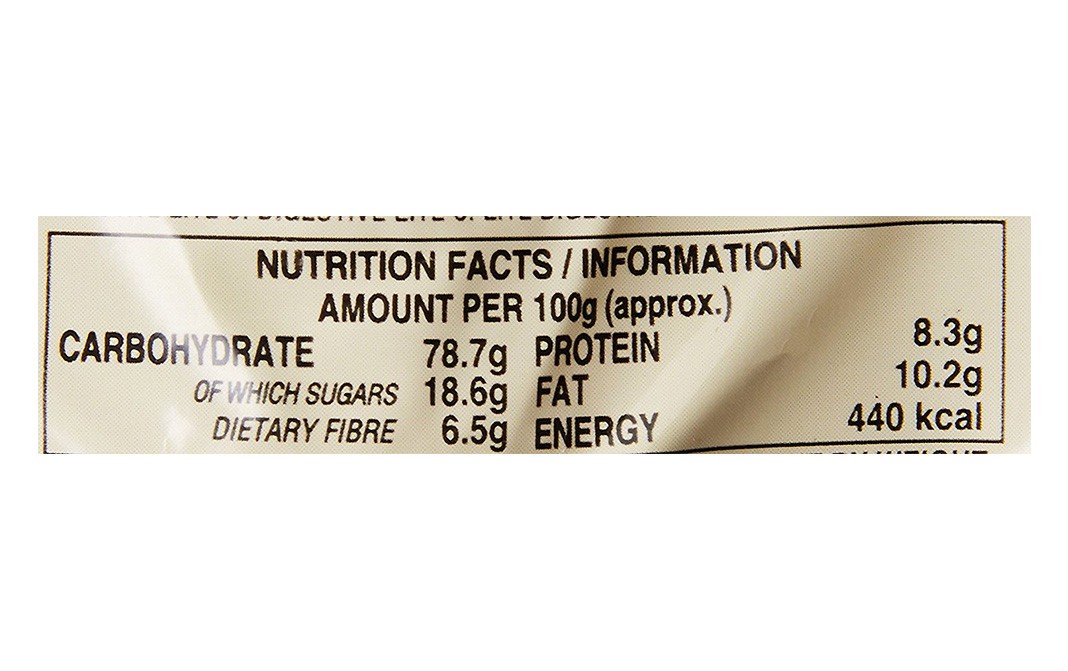 NUTRITION FACTS / INFORMATION
AMOUNT PER 100g (approx.)
CARBOHYDRATE 78.7g PROTEIN 8.3g
OF WHICH SUGARS 18.6g FAT 10.2g
DIETARY FIBRE 6.5g ENERGY 440 kcal